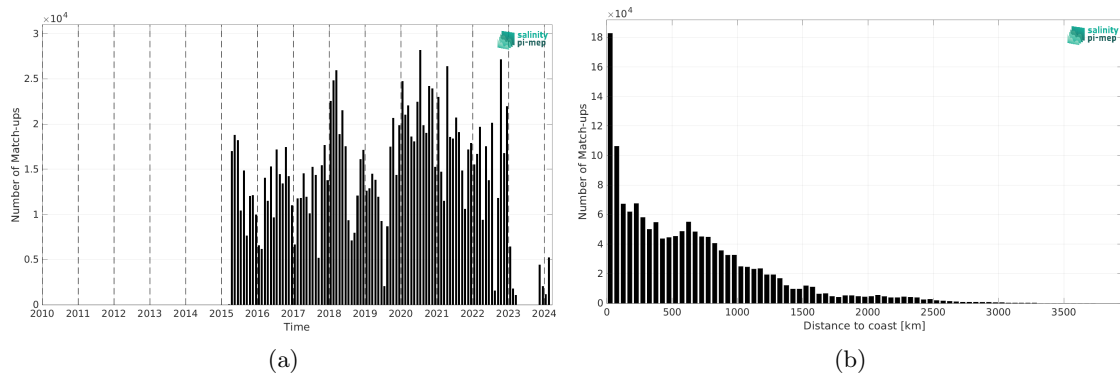 ×10⁴
3
2.5
2
1.5
1
0.5
0
Number of Match-ups
2010 2011 2012 2013 2014 2015 2016 2017 2018 2019 2020 2021 2022 2023 2024
Time
salinity
pi-mep
(a)
×10⁴
18
16
14
12
10
8
6
4
2
0
Number of Match-ups
0 500 1000 1500 2000 2500 3000 3500
Distance to coast [km]
salinity
pi-mep
(b)